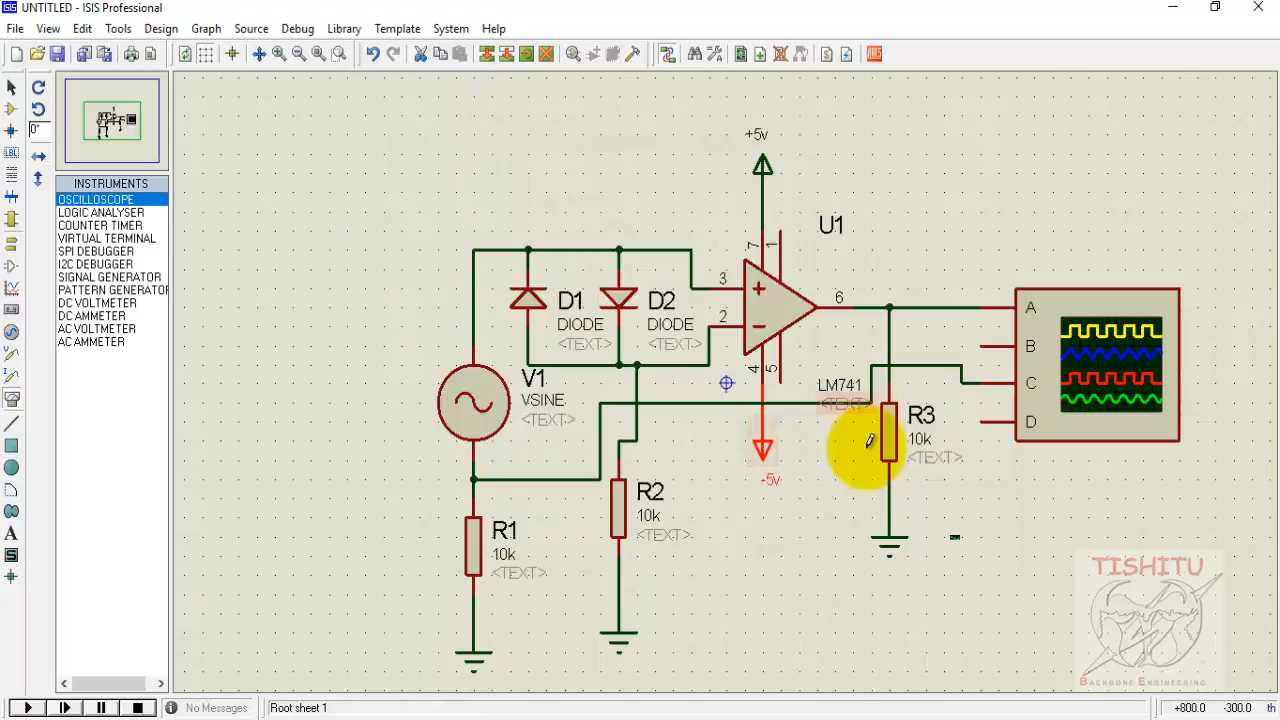 UNTITLED - ISIS Professional
File View Edit Tools Design Graph Source Debug Library Template System Help
LBL
0°
INSTRUMENTS
OSCILLOSCOPE
LOGIC ANALYSER
COUNTER TIMER
VIRTUAL TERMINAL
SPI DEBUGGER
I2C DEBUGGER
SIGNAL GENERATOR
PATTERN GENERATOR
DC VOLTMETER
DC AMMETER
AC VOLTMETER
AC AMMETER
+5v
U1
7
1
3
2
6
4
5
D1
DIODE
<TEXT>
D2
DIODE
<TEXT>
V1
VSINE
<TEXT>
LM741
<TEXT>
-5v
A
B
C
D
R3
10k
<TEXT>
R2
10k
<TEXT>
R1
10k
<TEXT>
TISHITU
BACKBONE ENGINEERING
No Messages
Root sheet 1
+800.0 -300.0 th